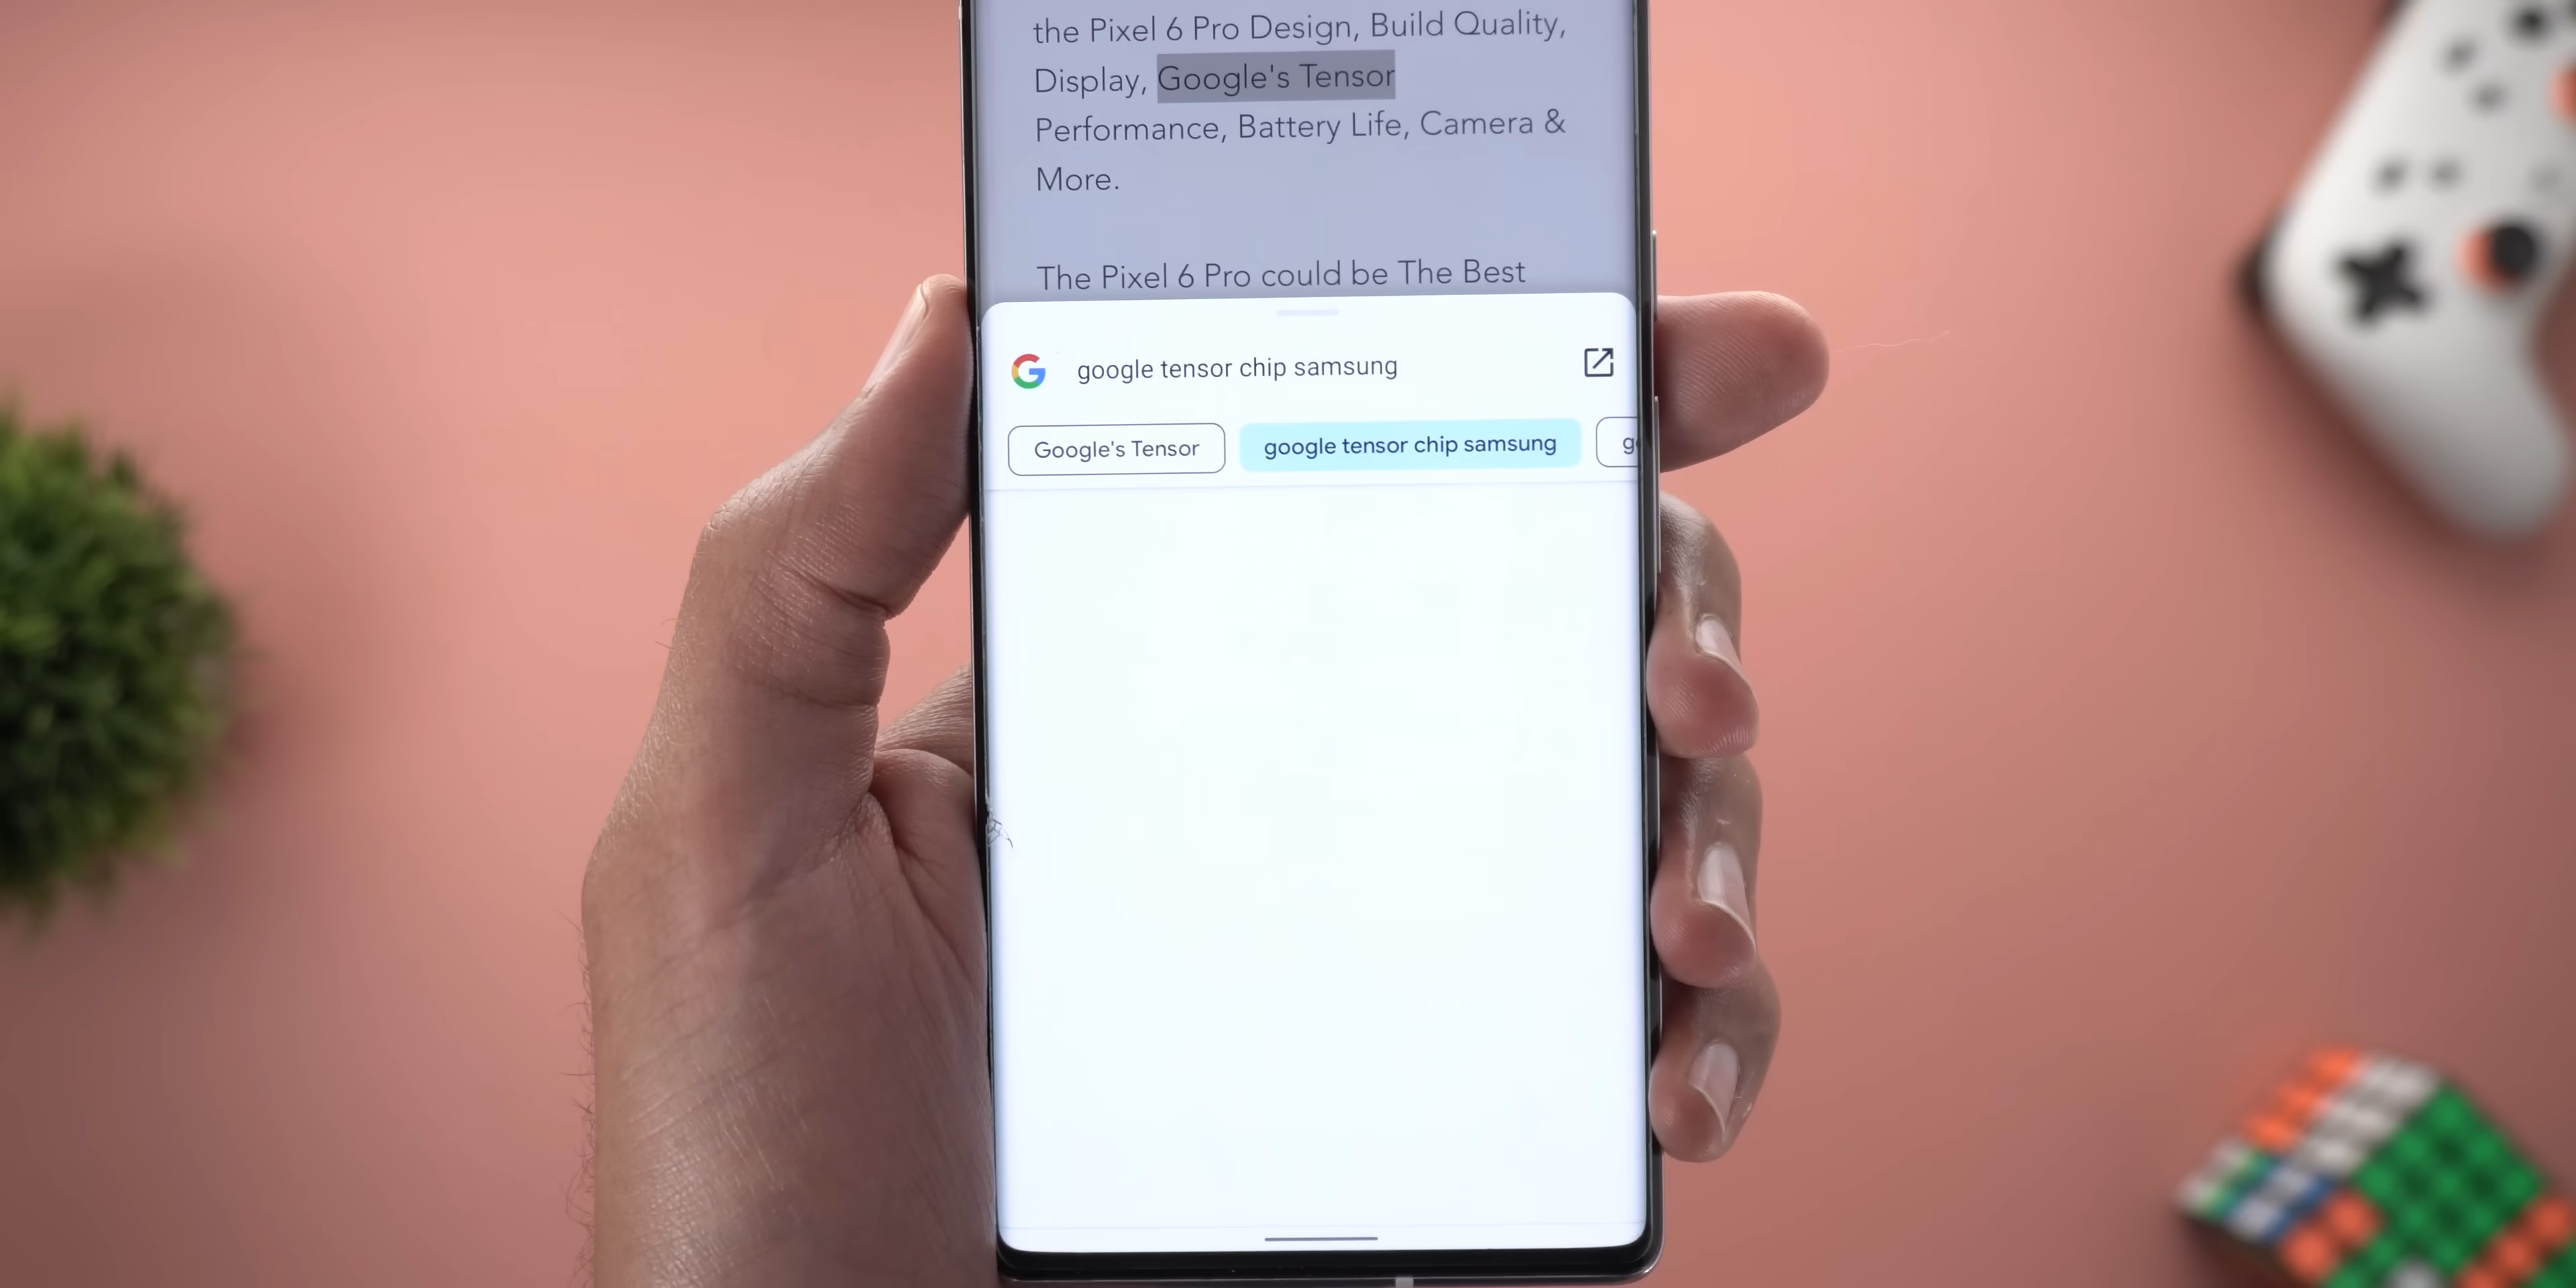 the Pixel 6 Pro Design, Build Quality,
Display, Google's Tensor
Performance, Battery Life, Camera &
More.
The Pixel 6 Pro could be The Best
google tensor chip samsung
Google's Tensor
google tensor chip samsung